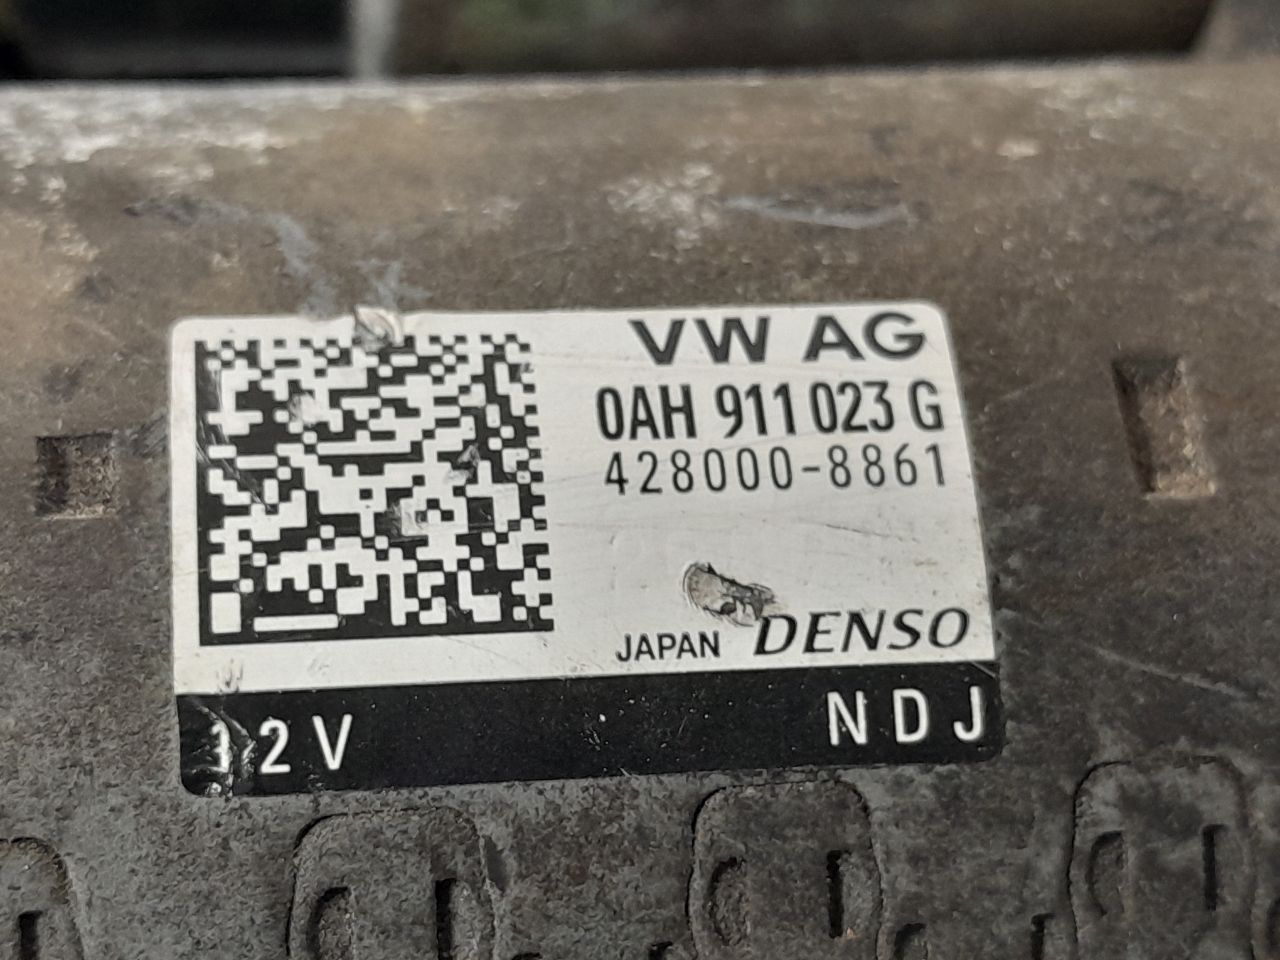 VW AG
0AH 911 023 G
428000-8861
JAPAN DENSO
12V NDJ